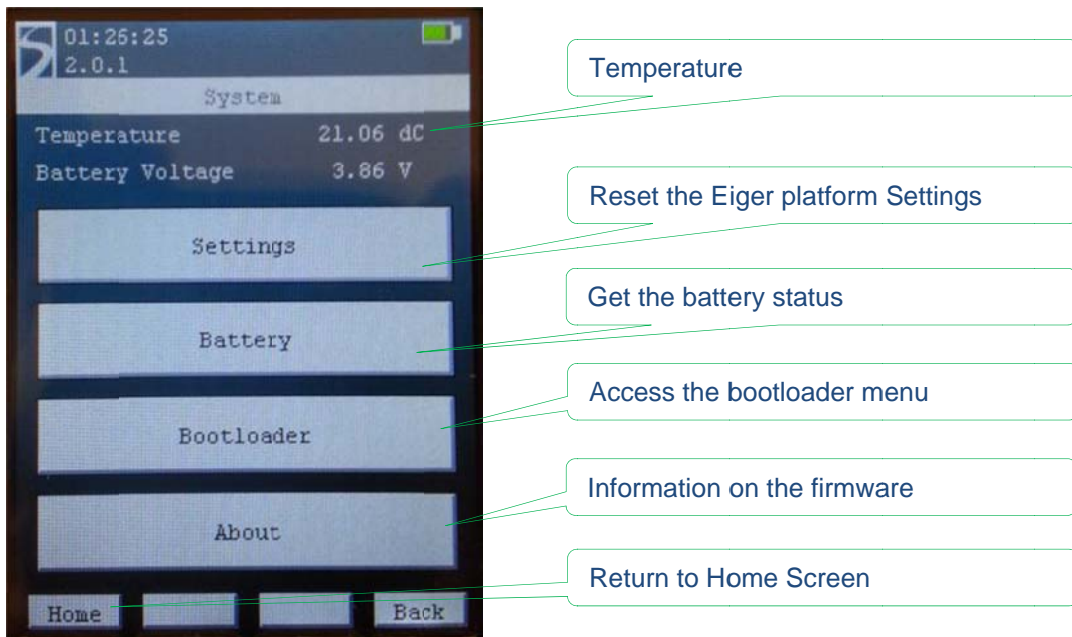 01:26:25
2.0.1
System
Temperature 21.06 dC
Battery Voltage 3.86 V
Settings
Battery
Bootloader
About
Home Back
Temperature
Reset the Eiger platform Settings
Get the battery status
Access the bootloader menu
Information on the firmware
Return to Home Screen